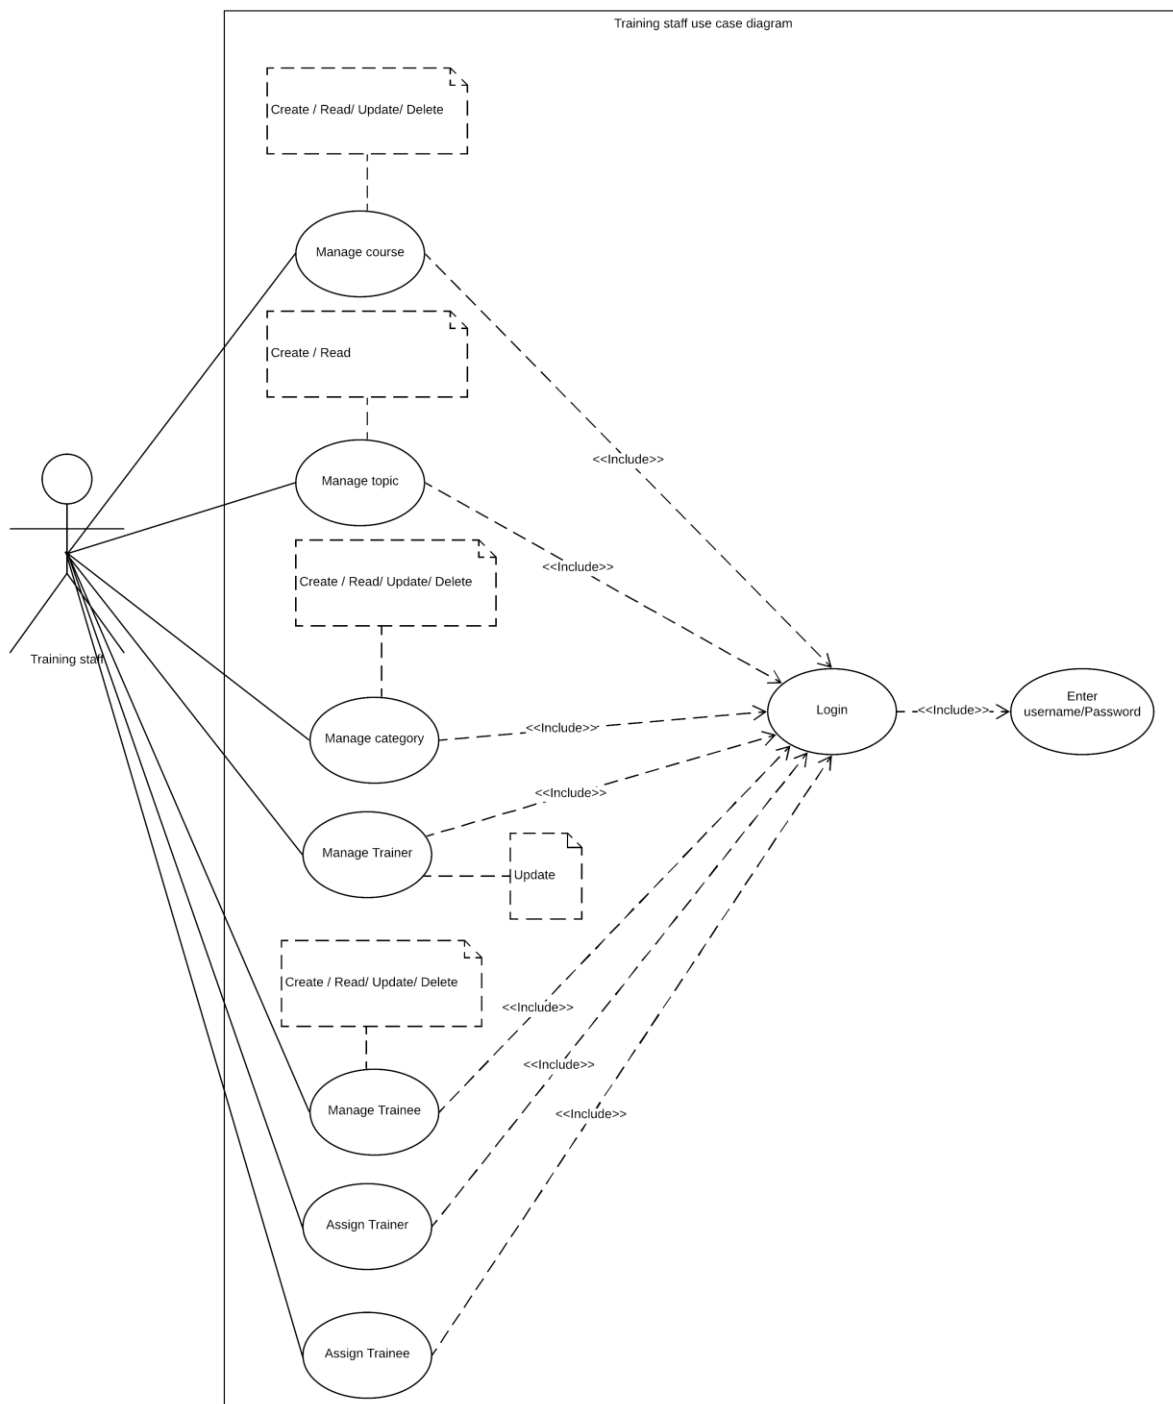 Training staff use case diagram
Create / Read/ Update/ Delete
Manage course
Create / Read
<<Include>>
Manage topic
<<Include>>
Create / Read/ Update/ Delete
Training staff
Enter
username/Password
Login
<<Include>>
<<Include>>
Manage category
<<Include>>
Manage Trainer
Update
Create / Read/ Update/ Delete
<<Include>>
<<Include>>
Manage Trainee
<<Include>>
Assign Trainer
Assign Trainee